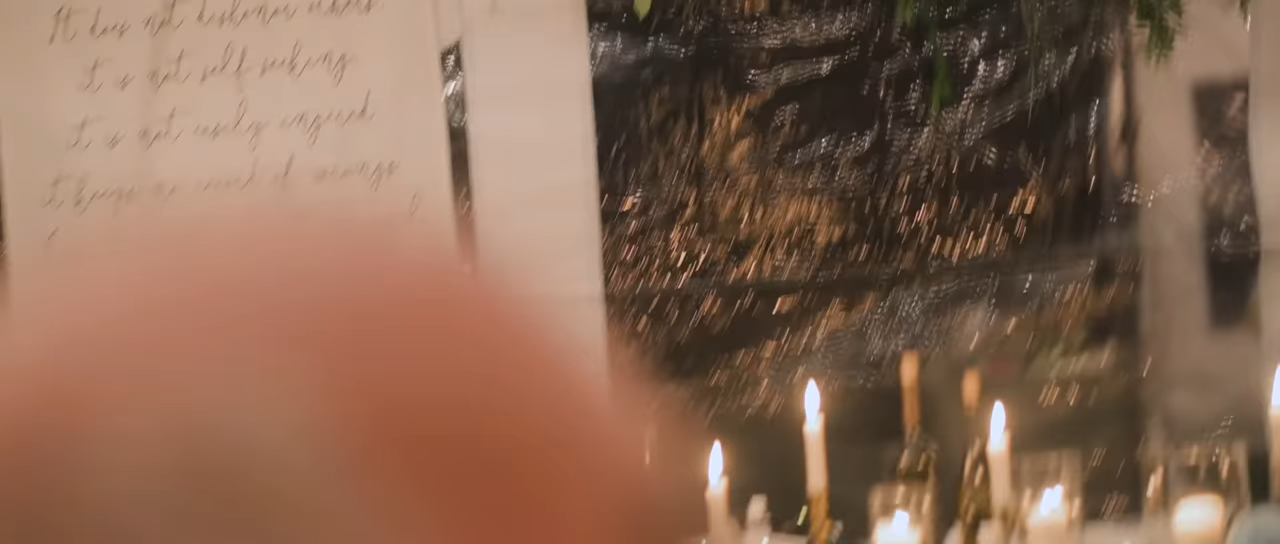 It does not dishonor others
it is not self-seeking
it is not easily angered
it keeps no record of wrongs